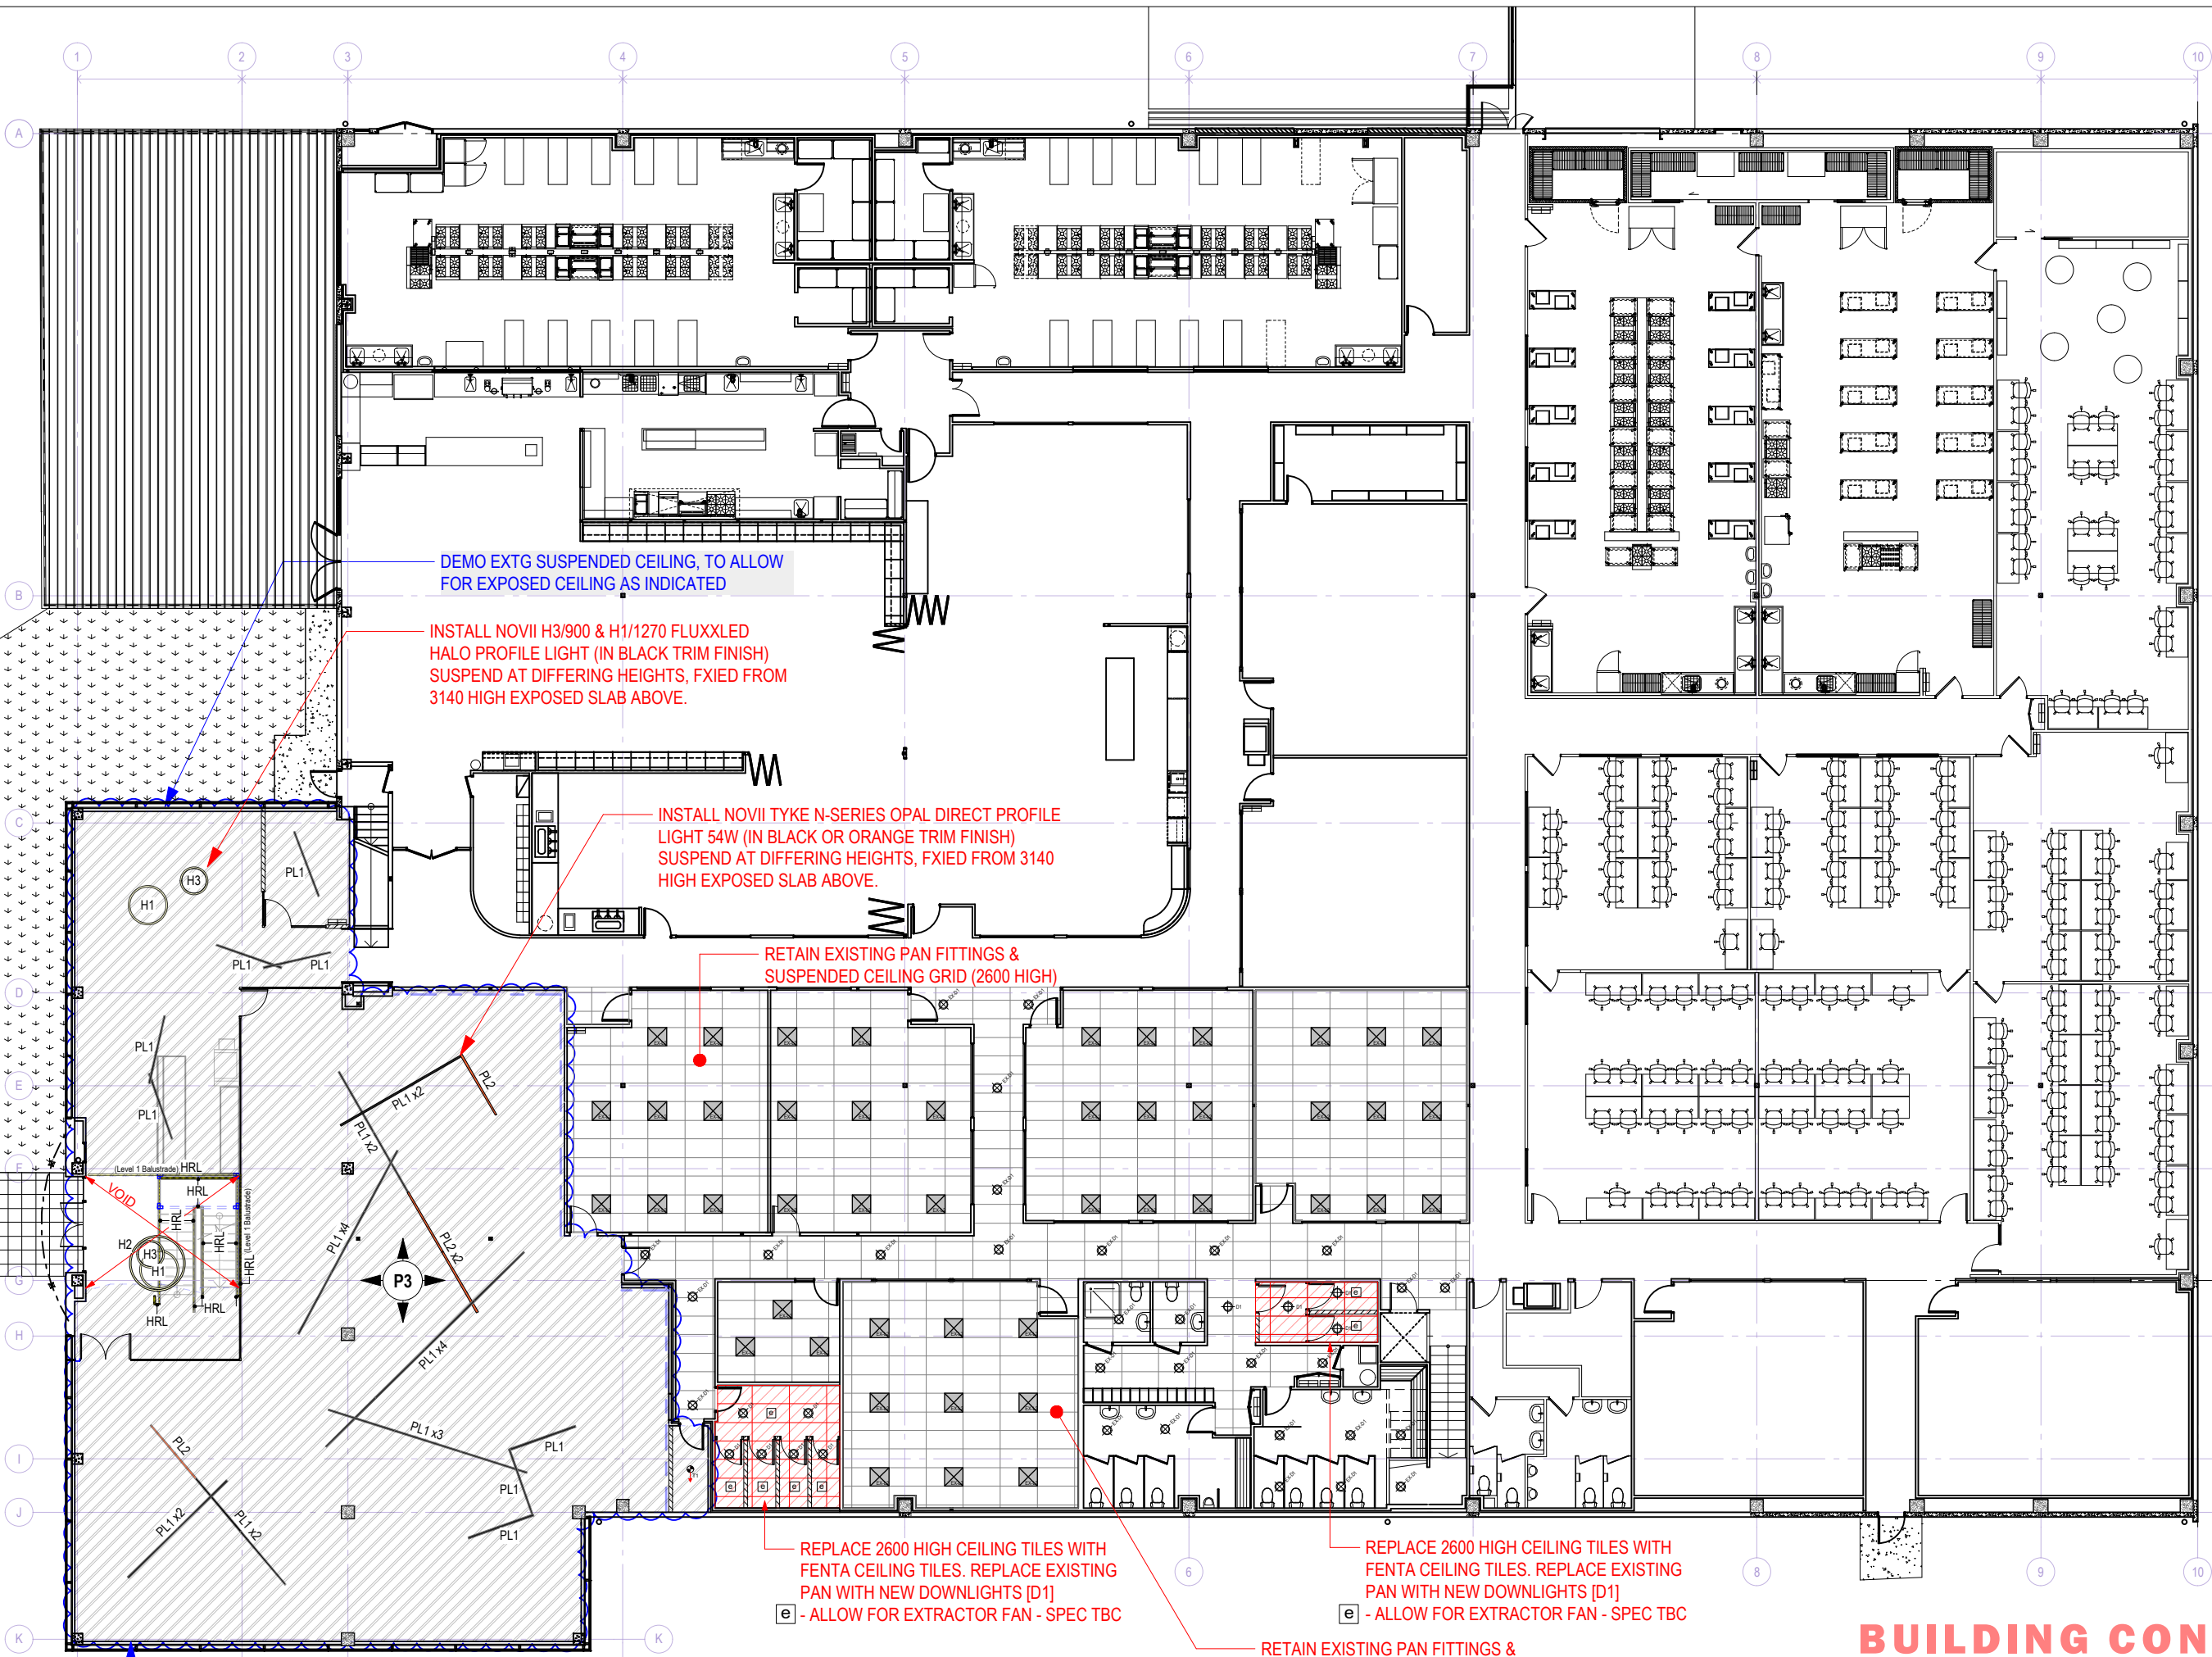 1
2
3
4
5
6
7
8
9
10
A
B
DEMO EXTG SUSPENDED CEILING, TO ALLOW
FOR EXPOSED CEILING AS INDICATED
INSTALL NOVII H3/900 & H1/1270 FLUXXLED
HALO PROFILE LIGHT (IN BLACK TRIM FINISH)
SUSPEND AT DIFFERING HEIGHTS, FXIED FROM
3140 HIGH EXPOSED SLAB ABOVE.
INSTALL NOVII TYKE N-SERIES OPAL DIRECT PROFILE
LIGHT 54W (IN BLACK OR ORANGE TRIM FINISH)
SUSPEND AT DIFFERING HEIGHTS, FXIED FROM 3140
HIGH EXPOSED SLAB ABOVE.
C
PL1
H3
H1
PL1
PL1
RETAIN EXISTING PAN FITTINGS &
SUSPENDED CEILING GRID (2600 HIGH)
D
PL1
PL2
E
PL1 x2
PL1
PL1 x2
F
(Level 1 Balustrade) HRL
VOID
HRL
HRL
HRL
HRL (Level 1 Balustrade)
PL1 x4
PL2 x2
H2
H3
H1
P3
G
HRL
HRL
H
PL1 x4
PL1 x3
PL2
PL1
I
PL1
PL1 x2
PL1 x2
PL1
J
REPLACE 2600 HIGH CEILING TILES WITH
FENTA CEILING TILES. REPLACE EXISTING
PAN WITH NEW DOWNLIGHTS [D1]
e - ALLOW FOR EXTRACTOR FAN - SPEC TBC
6
REPLACE 2600 HIGH CEILING TILES WITH
FENTA CEILING TILES. REPLACE EXISTING
PAN WITH NEW DOWNLIGHTS [D1]
e - ALLOW FOR EXTRACTOR FAN - SPEC TBC
8
9
10
K
K
RETAIN EXISTING PAN FITTINGS &
BUILDING CON